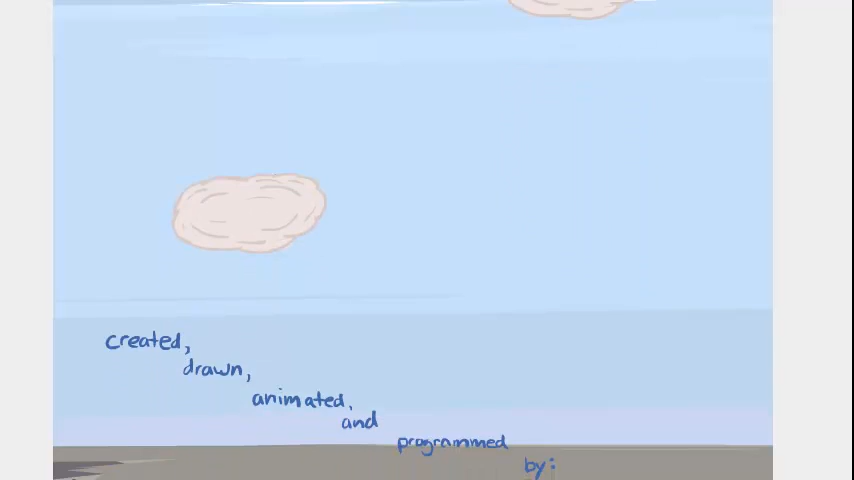 created,
drawn,
animated,
and
programmed
by: